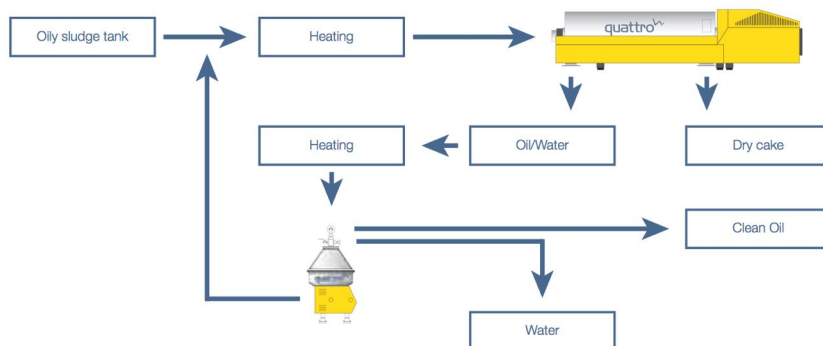 Oily sludge tank
Heating
quattro
Heating
Oil/Water
Dry cake
Clean Oil
Water